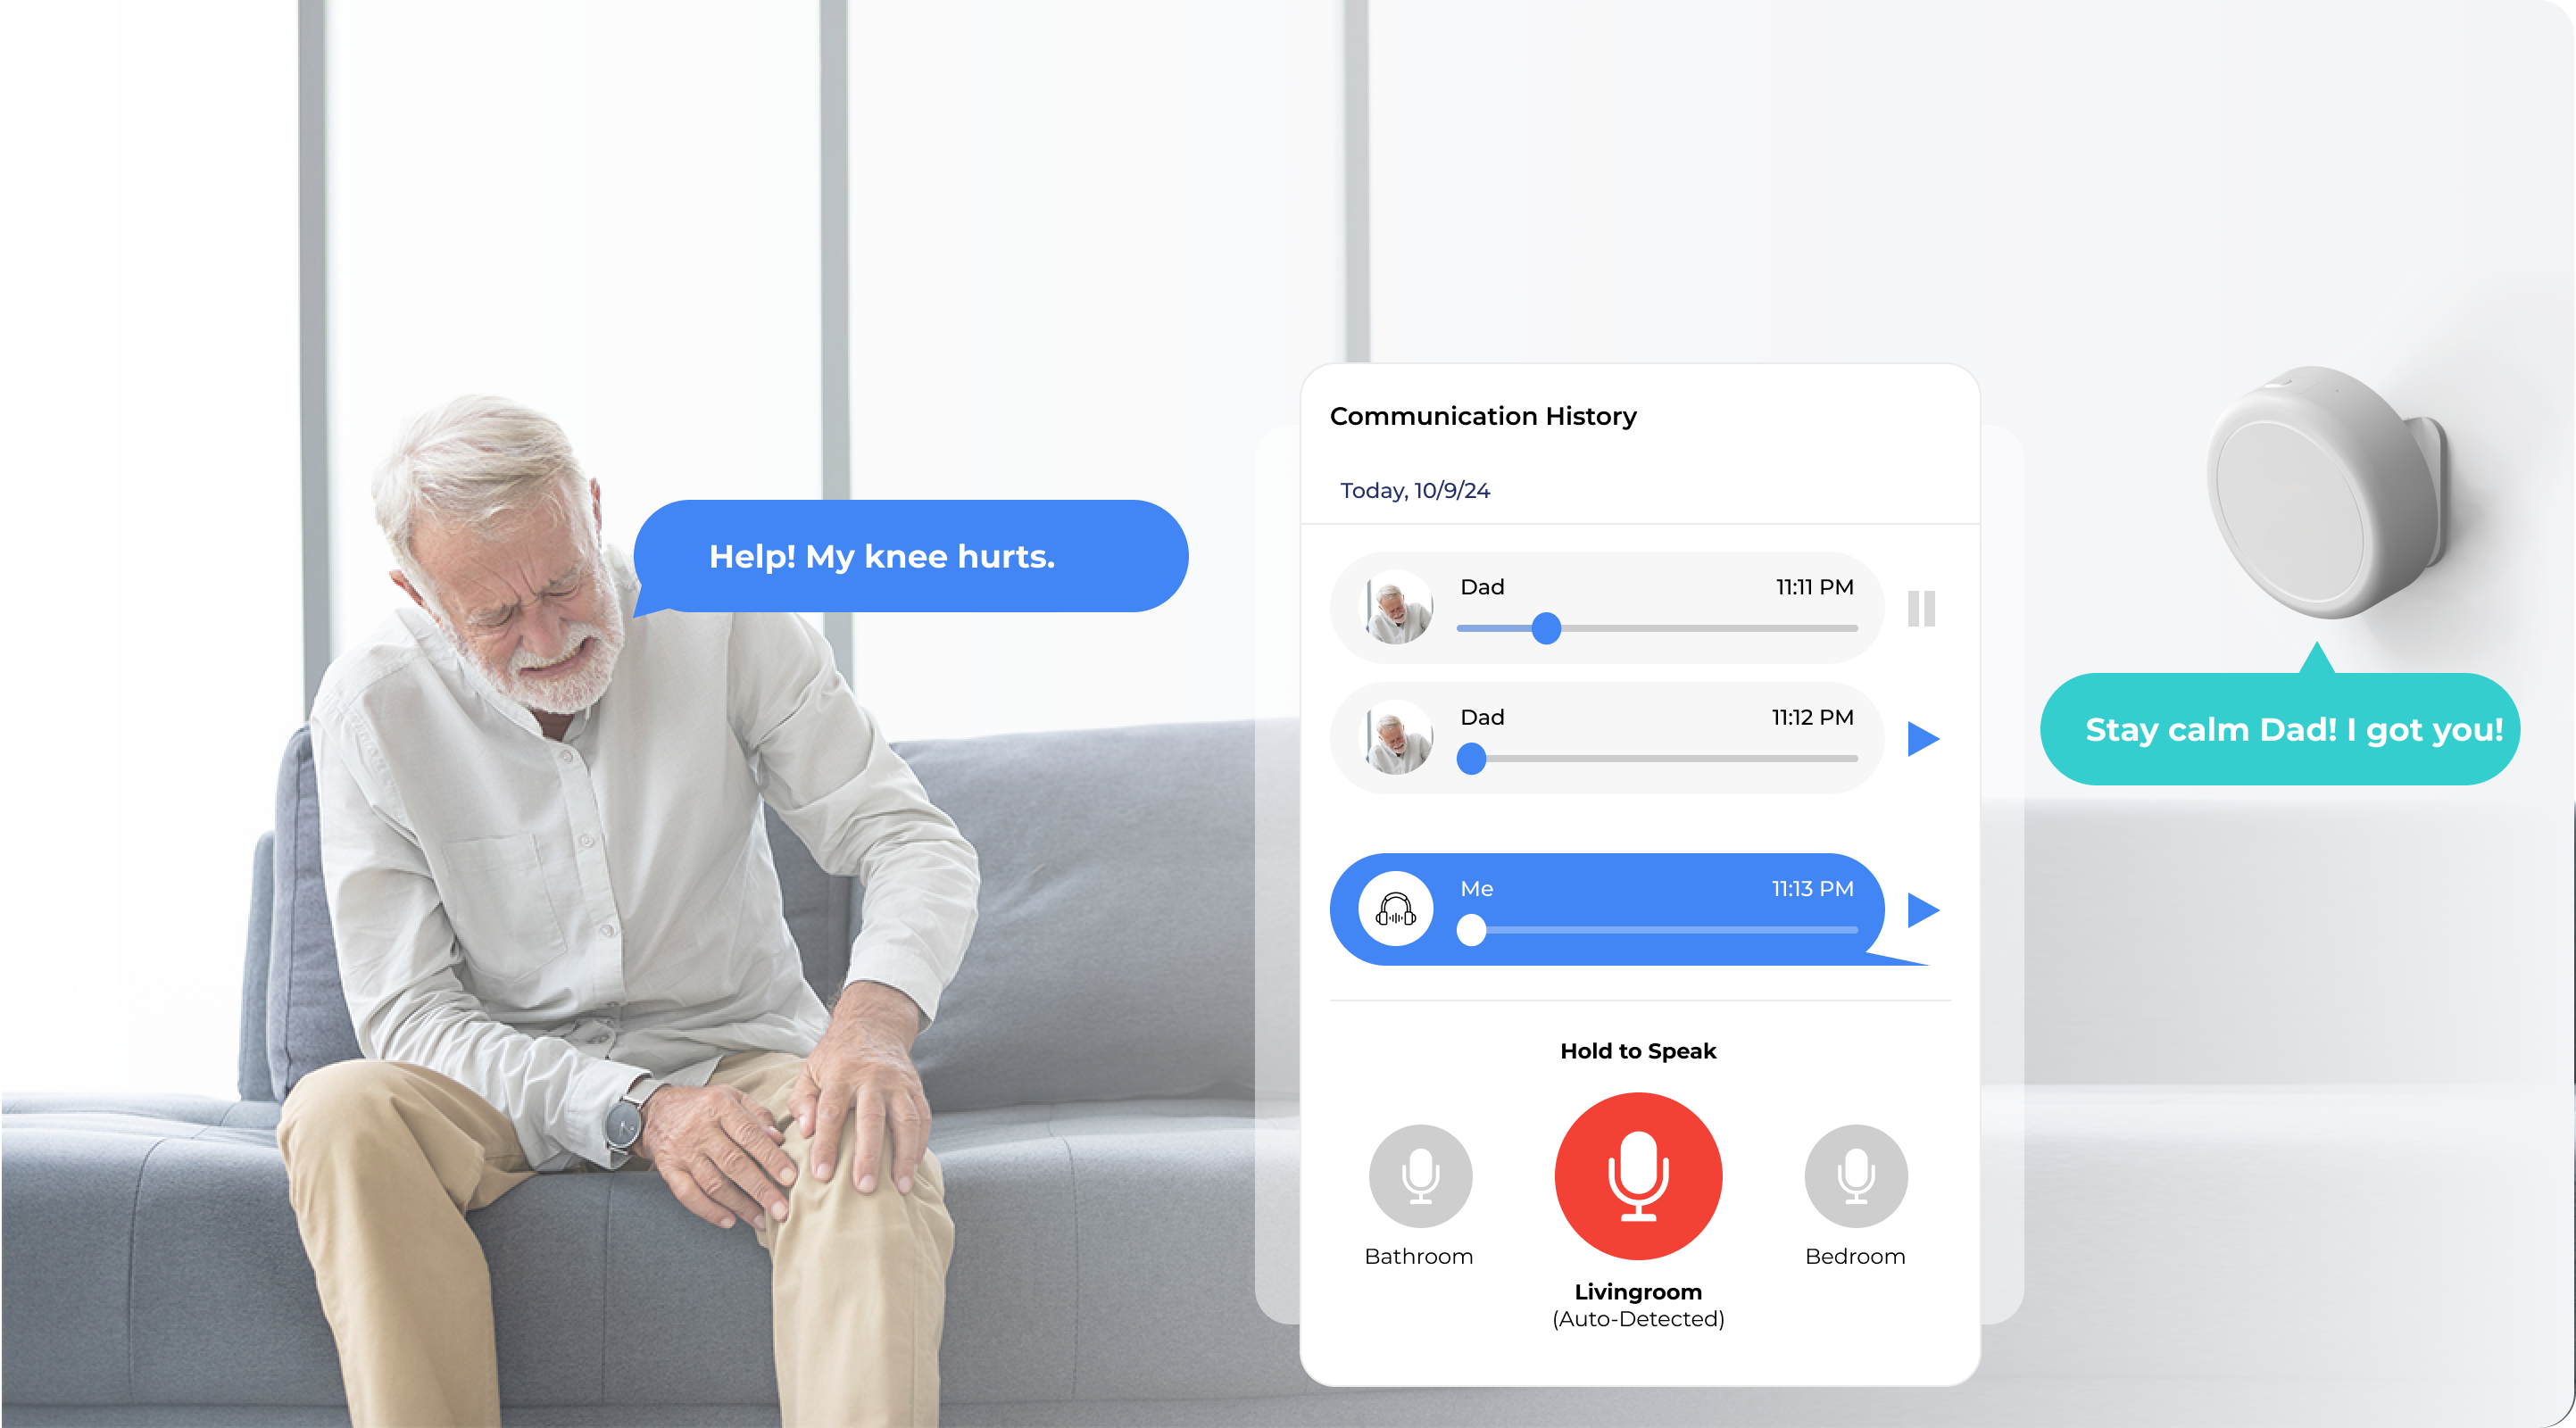 Help! My knee hurts.
Communication History
Today, 10/9/24
Dad 11:11 PM
Dad 11:12 PM
Me 11:13 PM
Stay calm Dad! I got you!
Hold to Speak
Bathroom
Livingroom
(Auto-Detected)
Bedroom